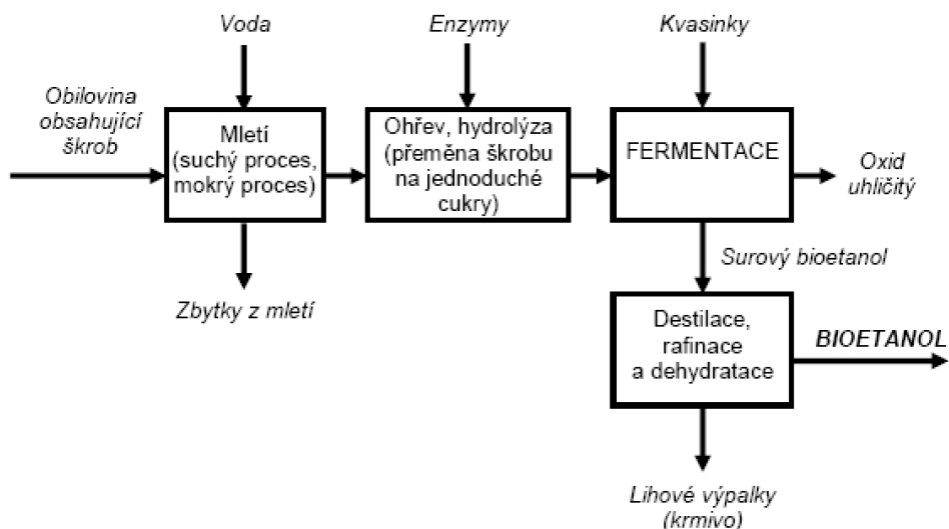 Voda
Enzymy
Kvasinky
Obilovina
obsahující
škrob
Mletí
(suchý proces,
mokrý proces)
Ohřev, hydrolýza
(přeměna škrobu
na jednoduché
cukry)
FERMENTACE
Oxid
uhličitý
Zbytky z mletí
Surový bioetanol
Destilace,
rafinace
a dehydratace
BIOETANOL
Lihové výpalky
(krmivo)